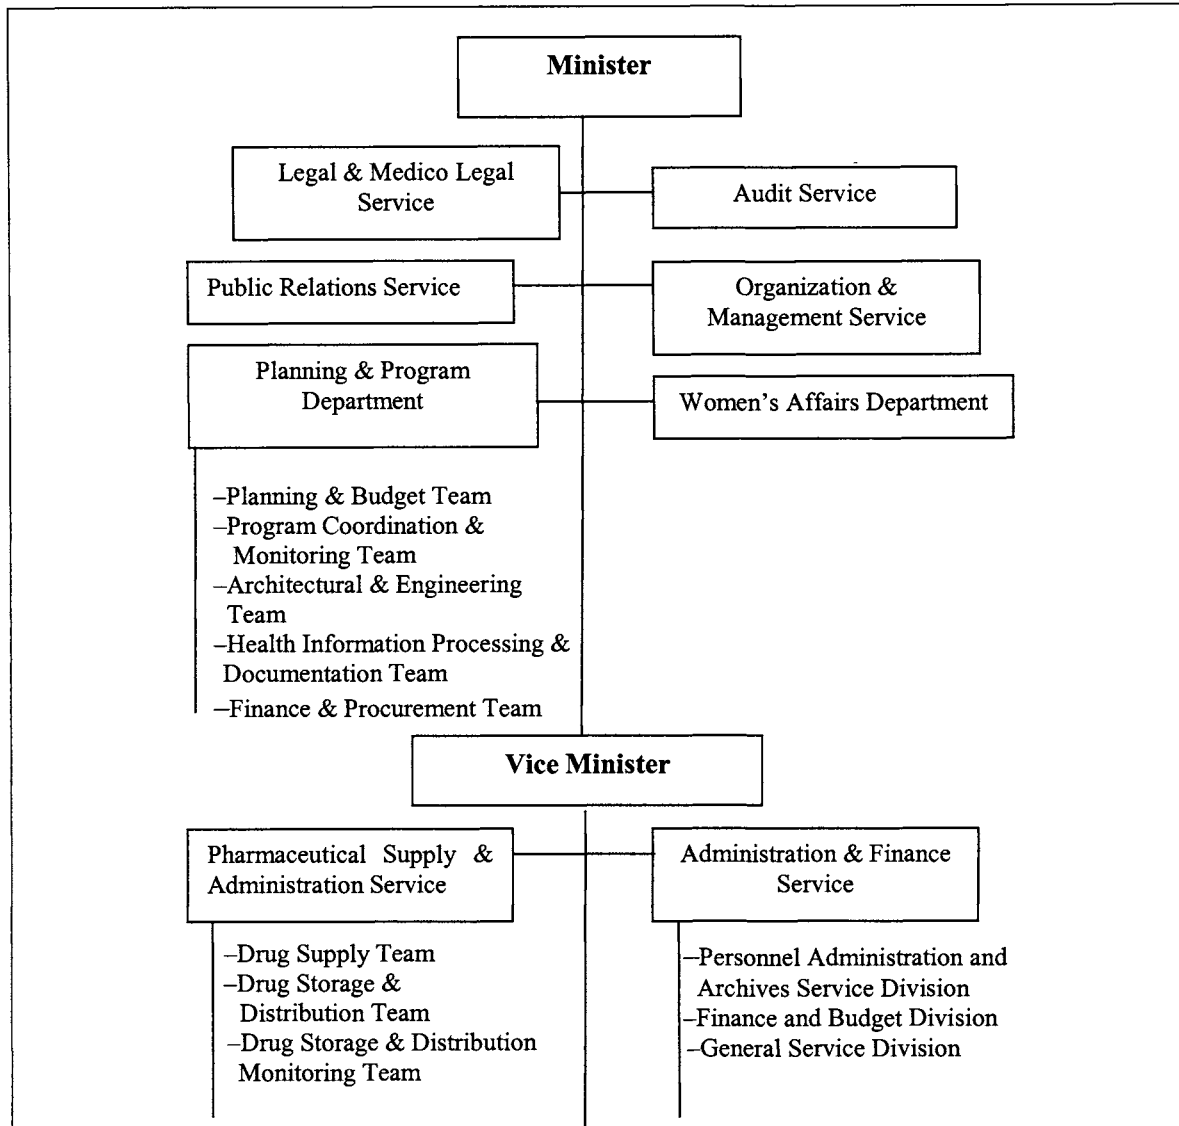 Minister
Legal & Medico Legal
Service
Audit Service
Public Relations Service
Organization &
Management Service
Planning & Program
Department
Women's Affairs Department
–Planning & Budget Team
–Program Coordination &
Monitoring Team
–Architectural & Engineering
Team
–Health Information Processing &
Documentation Team
–Finance & Procurement Team
Vice Minister
Pharmaceutical Supply &
Administration Service
Administration & Finance
Service
–Drug Supply Team
–Drug Storage &
Distribution Team
–Drug Storage & Distribution
Monitoring Team
–Personnel Administration and
Archives Service Division
–Finance and Budget Division
–General Service Division